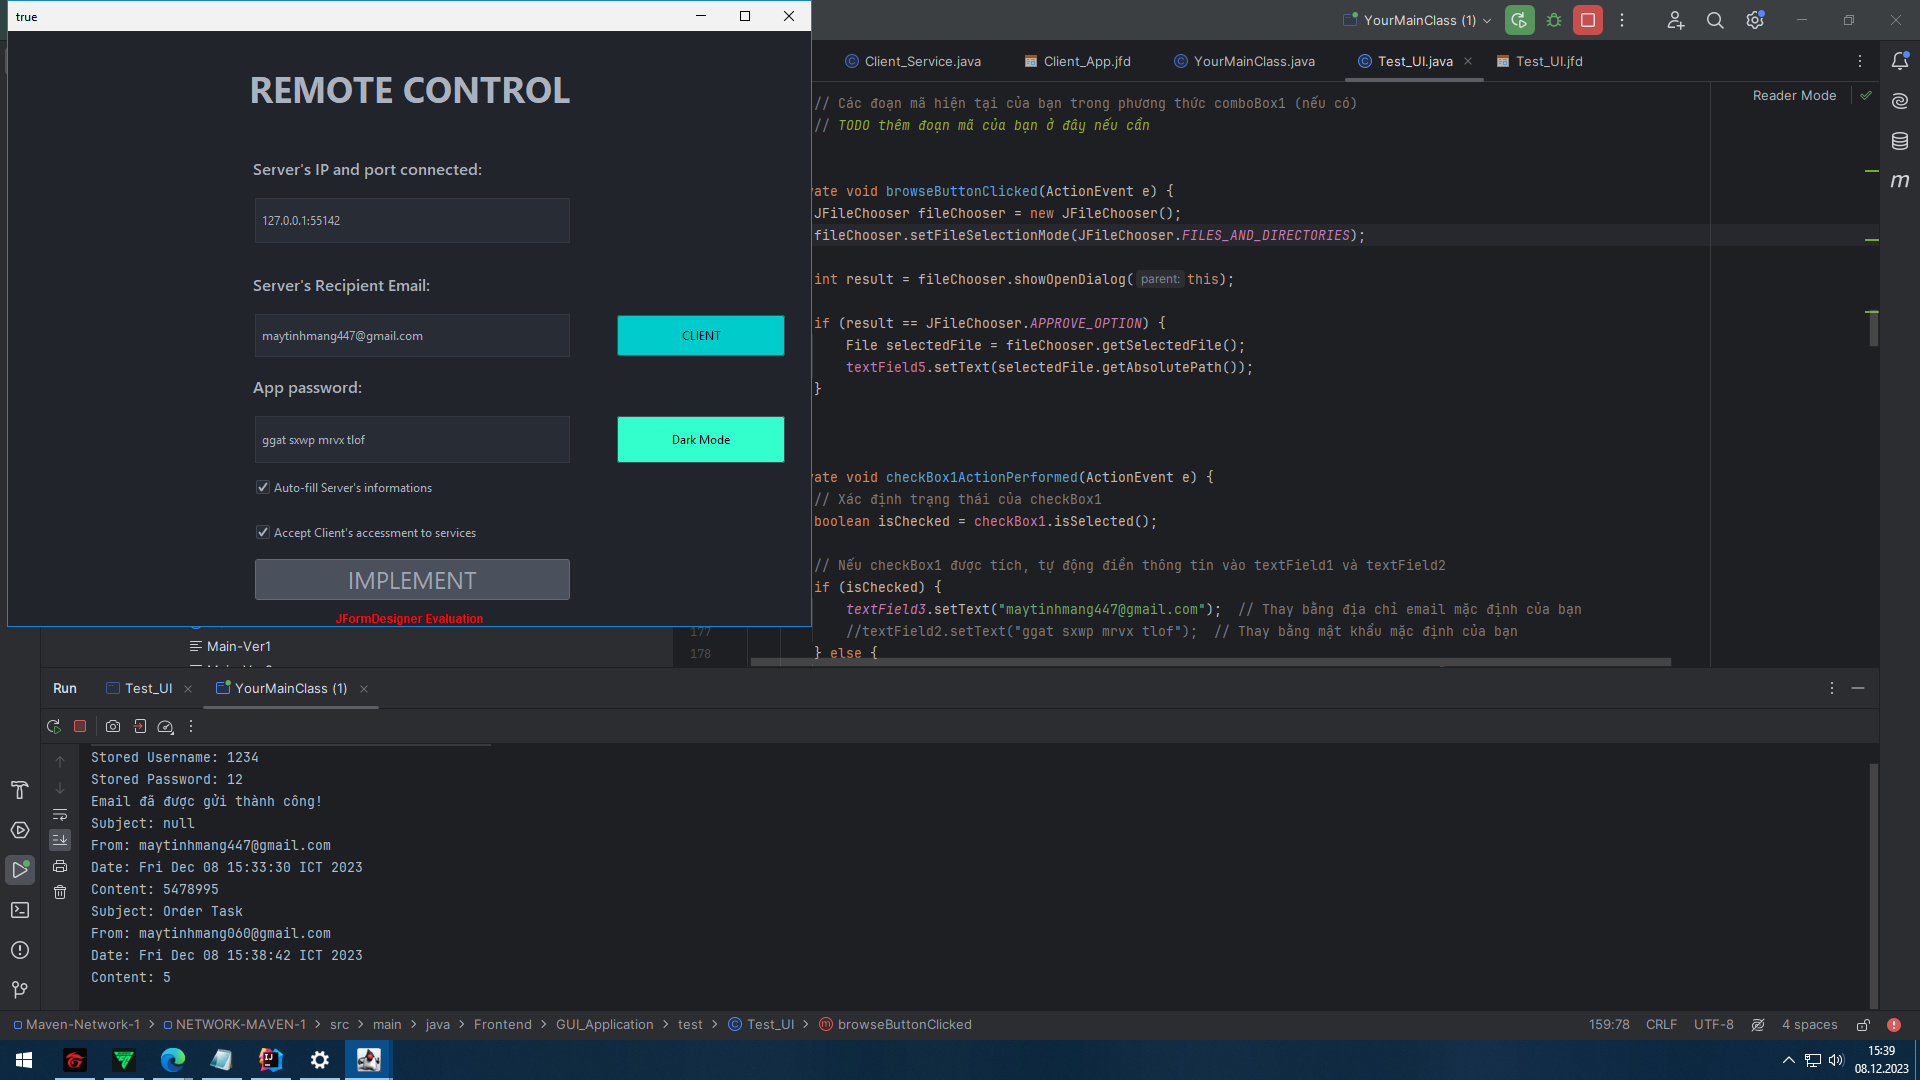 true
REMOTE CONTROL
Server's IP and port connected:
127.0.0.1:55142
Server's Recipient Email:
maytinhmang447@gmail.com
CLIENT
App password:
ggat sxwp mrvx tlof
Dark Mode
Auto-fill Server's informations
Accept Client's accessment to services
IMPLEMENT
JFormDesigner Evaluation
YourMainClass (1)
Client_Service.java
Client_App.jfd
YourMainClass.java
Test_UI.java
Test_UI.jfd
Reader Mode
// Các đoạn mã hiện tại của bạn trong phương thức comboBox1 (nếu có)
// TODO thêm đoạn mã của bạn ở đây nếu cần
ate void browseButtonClicked(ActionEvent e) {
JFileChooser fileChooser = new JFileChooser();
fileChooser.setFileSelectionMode(JFileChooser.FILES_AND_DIRECTORIES);
int result = fileChooser.showOpenDialog( parent: this);
if (result == JFileChooser.APPROVE_OPTION) {
File selectedFile = fileChooser.getSelectedFile();
textField5.setText(selectedFile.getAbsolutePath());
}
ate void checkBox1ActionPerformed(ActionEvent e) {
// Xác định trạng thái của checkBox1
boolean isChecked = checkBox1.isSelected();
// Nếu checkBox1 được tích, tự động điền thông tin vào textField1 và textField2
if (isChecked) {
textField3.setText("maytinhmang447@gmail.com"); // Thay bằng địa chỉ email mặc định của bạn
177 //textField2.setText("ggat sxwp mrvx tlof"); // Thay bằng mật khẩu mặc định của bạn
178 } else {
Main-Ver1
Run Test_UI YourMainClass (1)
Stored Username: 1234
Stored Password: 12
Email đã được gửi thành công!
Subject: null
From: maytinhmang447@gmail.com
Date: Fri Dec 08 15:33:30 ICT 2023
Content: 5478995
Subject: Order Task
From: maytinhmang060@gmail.com
Date: Fri Dec 08 15:38:42 ICT 2023
Content: 5
Maven-Network-1 > NETWORK-MAVEN-1 > src > main > java > Frontend > GUI_Application > test > Test_UI > browseButtonClicked
159:78 CRLF UTF-8 4 spaces
15:39
08.12.2023